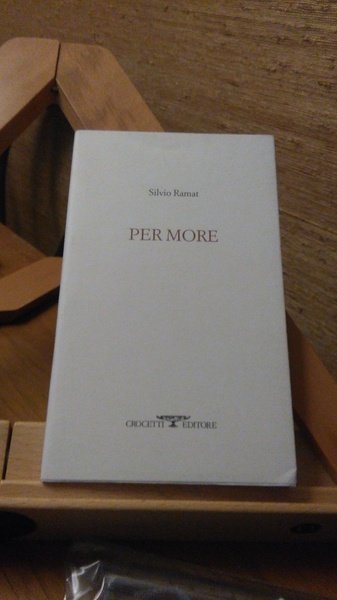 Silvio Ramat
PER MORE
CROCETTI EDITORE